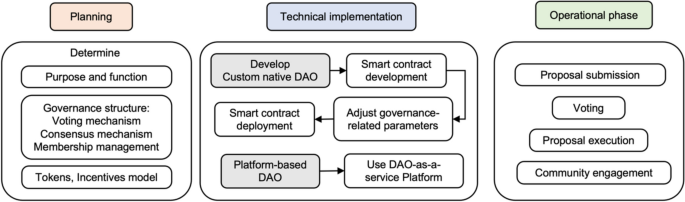 Planning
Determine
Purpose and function
Governance structure:
Voting mechanism
Consensus mechanism
Membership management
Tokens, Incentives model
Technical implementation
Develop
Custom native DAO
Smart contract
development
Smart contract
deployment
Adjust governance-
related parameters
Platform-based
DAO
Use DAO-as-a-
service Platform
Operational phase
Proposal submission
Voting
Proposal execution
Community engagement